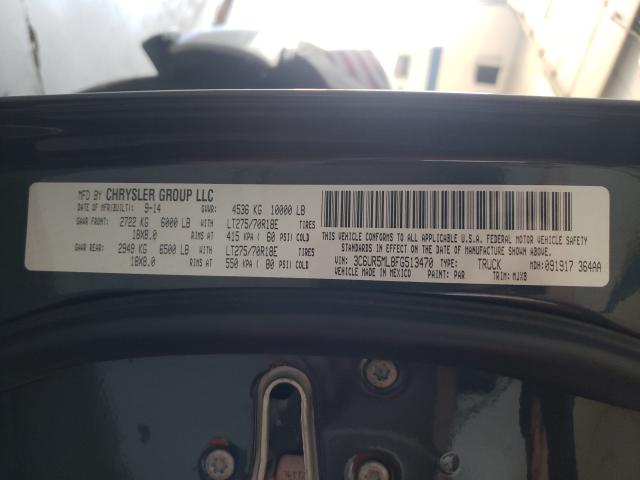 MFD BY CHRYSLER GROUP LLC
DATE OF MFR(BUILT): 9-14 GVWR: 4536 KG 10000 LB
GAWR FRONT: 2722 KG 6000 LB WITH LT275/70R18E TIRES
18X8.0 RIMS AT 415 KPA ( 60 PSI) COLD
GAWR REAR: 2949 KG 6500 LB WITH LT275/70R18E TIRES
18X8.0 RIMS AT 550 KPA ( 80 PSI) COLD
THIS VEHICLE CONFORMS TO ALL APPLICABLE U.S.A. FEDERAL MOTOR VEHICLE SAFETY
STANDARDS IN EFFECT ON THE DATE OF MANUFACTURE SHOWN ABOVE.
VIN: 3C6UR5ML8FG513470 TYPE: TRUCK MDH: 091917 364AA
VEHICLE MADE IN MEXICO PAINT: PAR TRIM: MJX8